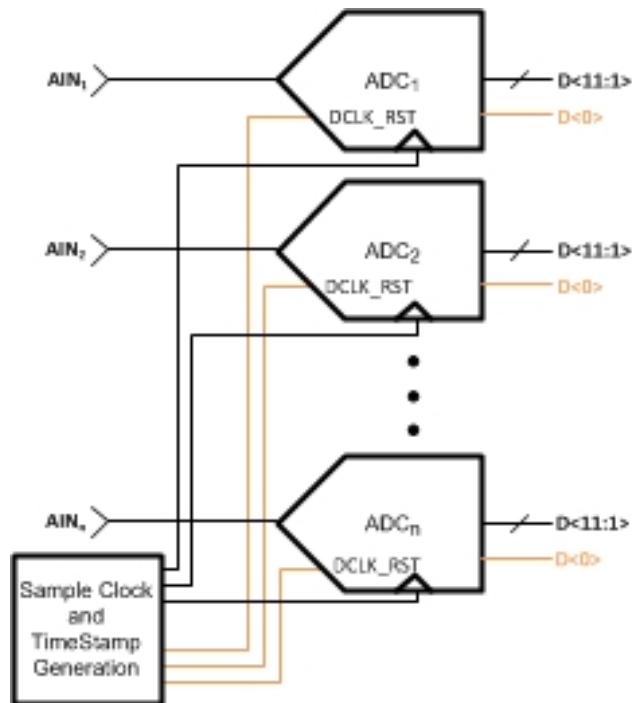 AIN₁
ADC₁
D<11:1>
DCLK_RST
D<0>
AIN₂
ADC₂
D<11:1>
DCLK_RST
D<0>
AINₙ
ADCₙ
D<11:1>
DCLK_RST
D<0>
Sample Clock
and
TimeStamp
Generation